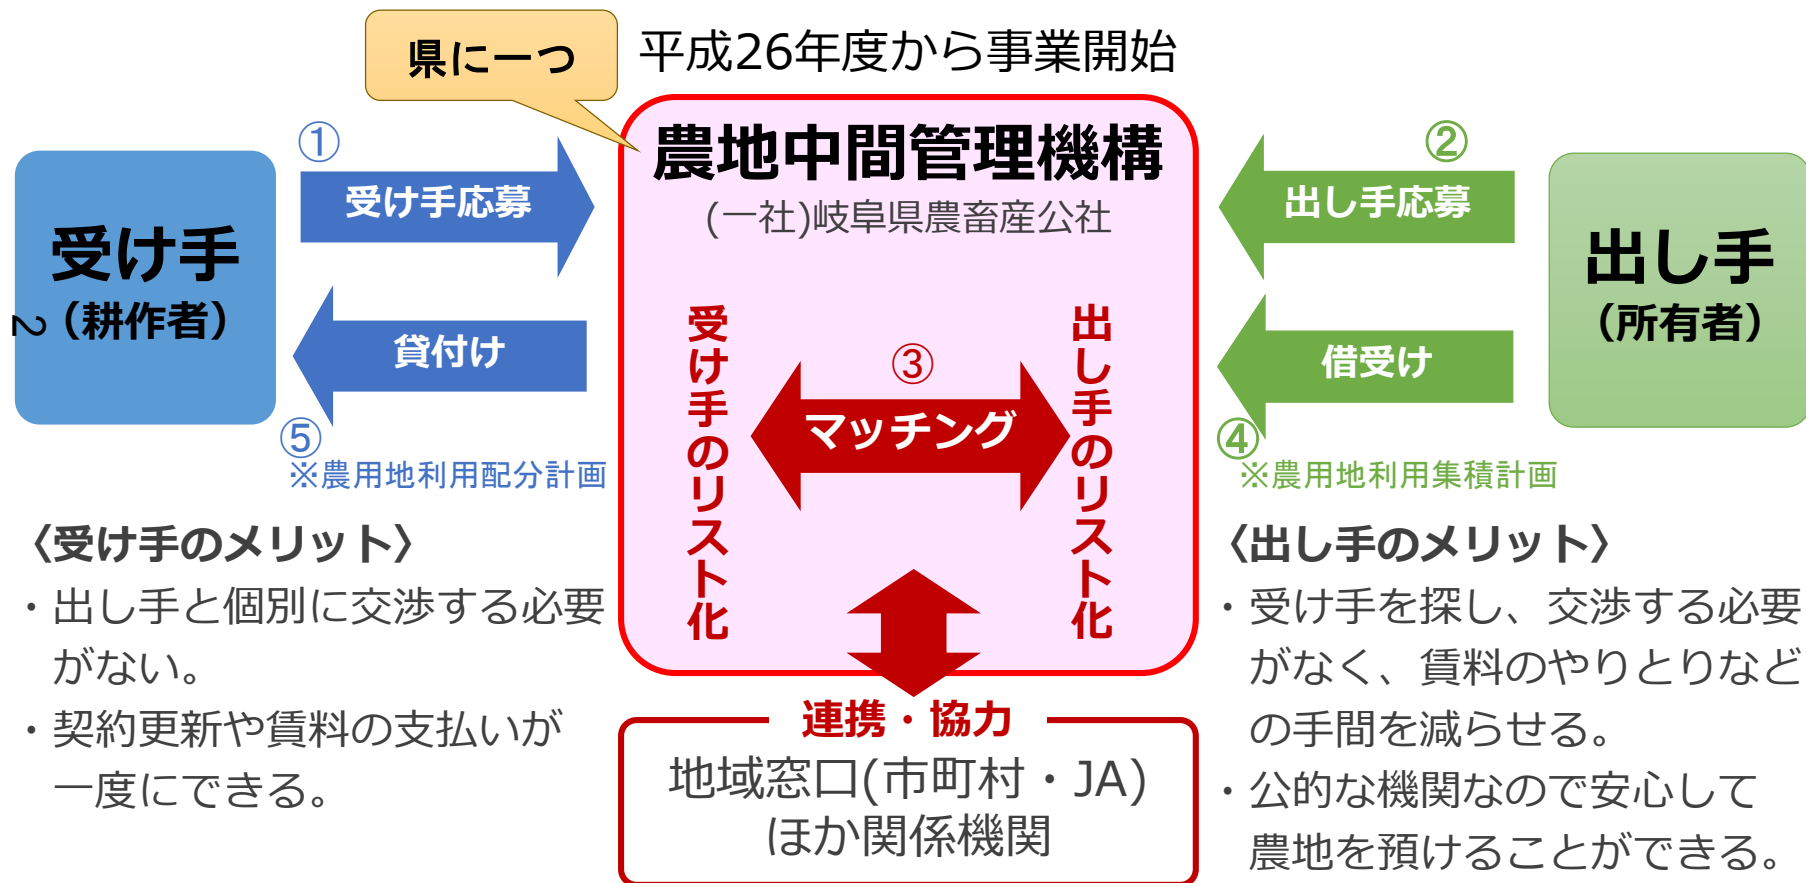 県に一つ
平成26年度から事業開始
農地中間管理機構
(一社)岐阜県農畜産公社
①
受け手応募
受け手
（耕作者）
2
貸付け
⑤
※農用地利用配分計画
受け手のリスト化
③
マッチング
出し手のリスト化
②
出し手応募
出し手
（所有者）
借受け
④
※農用地利用集積計画
〈受け手のメリット〉
・出し手と個別に交渉する必要
がない。
・契約更新や賃料の支払いが
一度にできる。
連携・協力
地域窓口(市町村・JA)
ほか関係機関
〈出し手のメリット〉
・受け手を探し、交渉する必要
がなく、賃料のやりとりなど
の手間を減らせる。
・公的な機関なので安心して
農地を預けることができる。